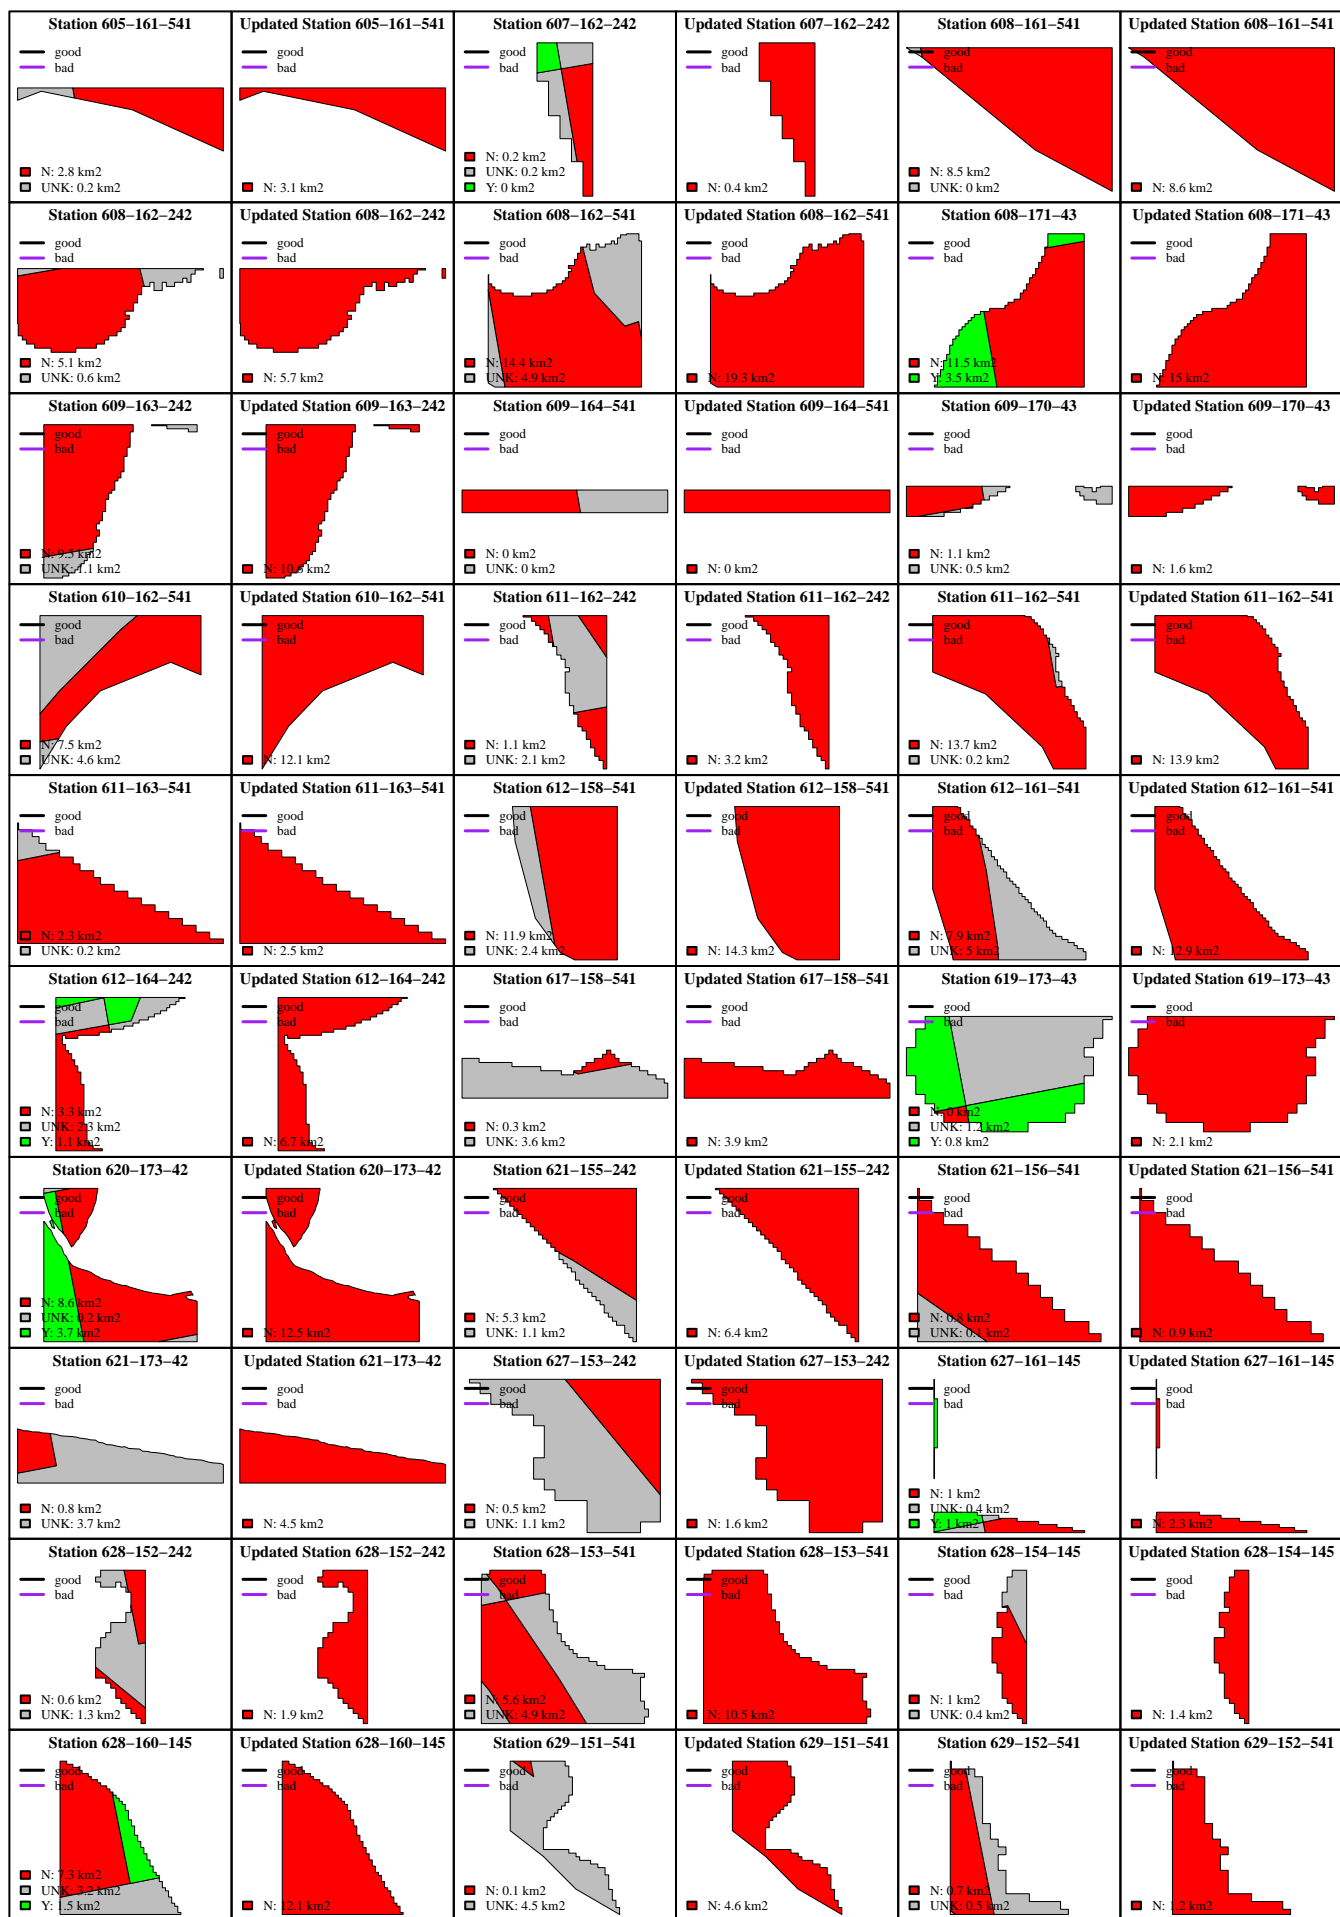 Station 605−161−541
good
bad
N: 2.8 km2
UNK: 0.2 km2
Updated Station 605−161−541
good
bad
N: 3.1 km2
Station 607−162−242
good
bad
N: 0.2 km2
UNK: 0.2 km2
Y: 0 km2
Updated Station 607−162−242
good
bad
N: 0.4 km2
Station 608−161−541
good
bad
N: 8.5 km2
UNK: 0 km2
Updated Station 608−161−541
good
bad
N: 8.6 km2
Station 608−162−242
good
bad
N: 5.1 km2
UNK: 0.6 km2
Updated Station 608−162−242
good
bad
N: 5.7 km2
Station 608−162−541
good
bad
N: 14.4 km2
UNK: 4.9 km2
Updated Station 608−162−541
good
bad
N: 19.3 km2
Station 608−171−43
good
bad
N: 11.5 km2
Y: 3.5 km2
Updated Station 608−171−43
good
bad
N: 15 km2
Station 609−163−242
good
bad
N: 9.3 km2
UNK: 1.1 km2
Updated Station 609−163−242
good
bad
N: km2
Station 609−164−541
good
bad
N: 0 km2
UNK: 0 km2
Updated Station 609−164−541
good
bad
N: 0 km2
Station 609−170−43
good
bad
N: 1.1 km2
UNK: 0.5 km2
Updated Station 609−170−43
good
bad
N: 1.6 km2
Station 610−162−541
good
bad
N: 7.5 km2
UNK: 4.6 km2
Updated Station 610−162−541
good
bad
N: 12.1 km2
Station 611−162−242
good
bad
N: 1.1 km2
UNK: 2.1 km2
Updated Station 611−162−242
good
bad
N: 3.2 km2
Station 611−162−541
good
bad
N: 13.7 km2
UNK: 0.2 km2
Updated Station 611−162−541
good
bad
N: 13.9 km2
Station 611−163−541
good
bad
N: 2.3 km2
UNK: 0.2 km2
Updated Station 611−163−541
good
bad
N: 2.5 km2
Station 612−158−541
good
bad
N: 11.9 km2
UNK: 2.4 km2
Updated Station 612−158−541
good
bad
N: 14.3 km2
Station 612−161−541
good
bad
N: 7.9 km2
UNK: 5 km2
Updated Station 612−161−541
good
bad
N: 12.9 km2
Station 612−164−242
good
bad
N: 3.3 km2
UNK: 2.3 km2
Y: 1.1 km2
Updated Station 612−164−242
good
bad
N: 6.7 km2
Station 617−158−541
good
bad
N: 0.3 km2
UNK: 3.6 km2
Updated Station 617−158−541
good
bad
N: 3.9 km2
Station 619−173−43
good
bad
N: 0 km2
UNK: 1.2 km2
Y: 0.8 km2
Updated Station 619−173−43
good
bad
N: 2.1 km2
Station 620−173−42
good
bad
N: 8.6 km2
UNK: 0.2 km2
Y: 3.7 km2
Updated Station 620−173−42
good
bad
N: 12.5 km2
Station 621−155−242
good
bad
N: 5.3 km2
UNK: 1.1 km2
Updated Station 621−155−242
good
bad
N: 6.4 km2
Station 621−156−541
good
bad
N: 0.8 km2
UNK: 0.1 km2
Updated Station 621−156−541
good
bad
N: 0.9 km2
Station 621−173−42
good
bad
N: 0.8 km2
UNK: 3.7 km2
Updated Station 621−173−42
good
bad
N: 4.5 km2
Station 627−153−242
good
bad
N: 0.5 km2
UNK: 1.1 km2
Updated Station 627−153−242
good
bad
N: 1.6 km2
Station 627−161−145
good
bad
N: 1 km2
UNK: 0.4 km2
Y: 1 km2
Updated Station 627−161−145
good
bad
N: 2.3 km2
Station 628−152−242
good
bad
N: 0.6 km2
UNK: 1.3 km2
Updated Station 628−152−242
good
bad
N: 1.9 km2
Station 628−153−541
good
bad
N: 5.6 km2
UNK: 4.9 km2
Updated Station 628−153−541
good
bad
N: 10.5 km2
Station 628−154−145
good
bad
N: 1 km2
UNK: 0.4 km2
Updated Station 628−154−145
good
bad
N: 1.4 km2
Station 628−160−145
good
bad
N: 7.3 km2
UNK: 3.2 km2
Y: 1.5 km2
Updated Station 628−160−145
good
bad
N: 12.1 km2
Station 629−151−541
good
bad
N: 0.1 km2
UNK: 4.5 km2
Updated Station 629−151−541
good
bad
N: 4.6 km2
Station 629−152−541
good
bad
N: 0.7 km2
UNK: 0.5 km2
Updated Station 629−152−541
good
bad
N: 1.2 km2